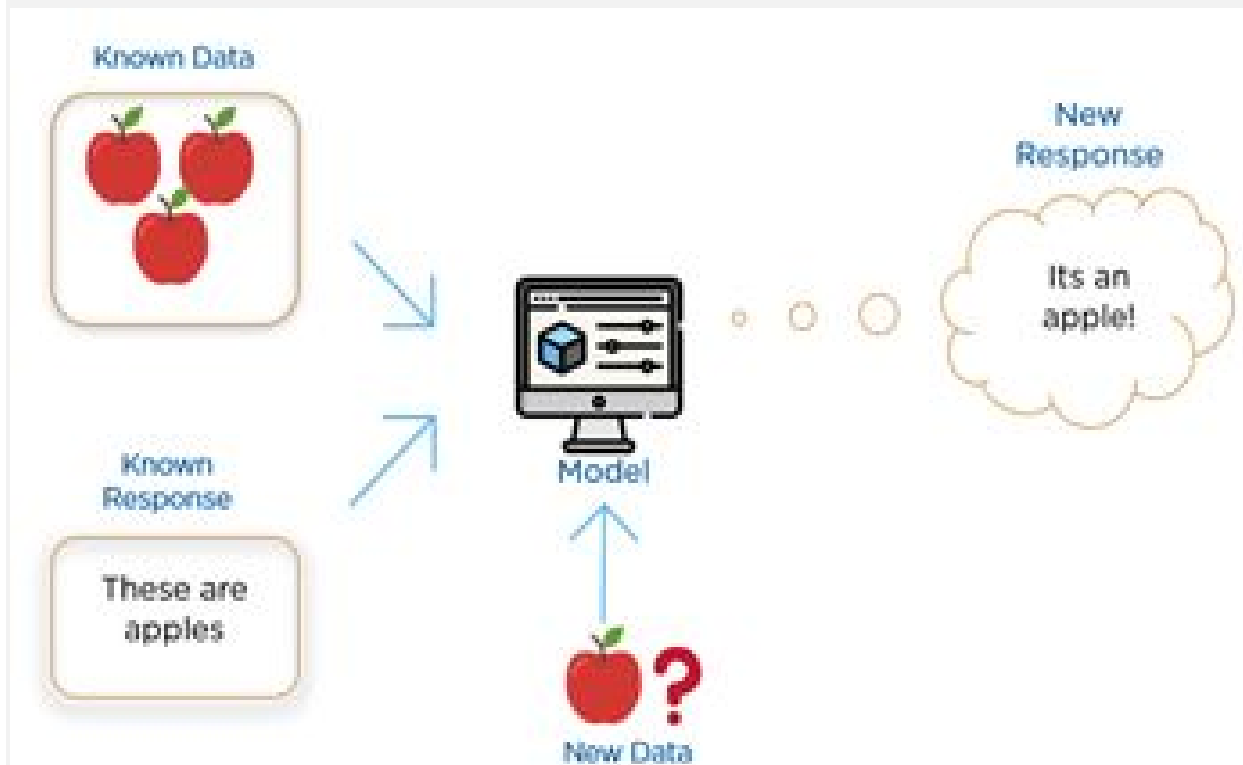 Known Data
Known
Response
These are
apples
Model
New Data
New
Response
Its an
apple!